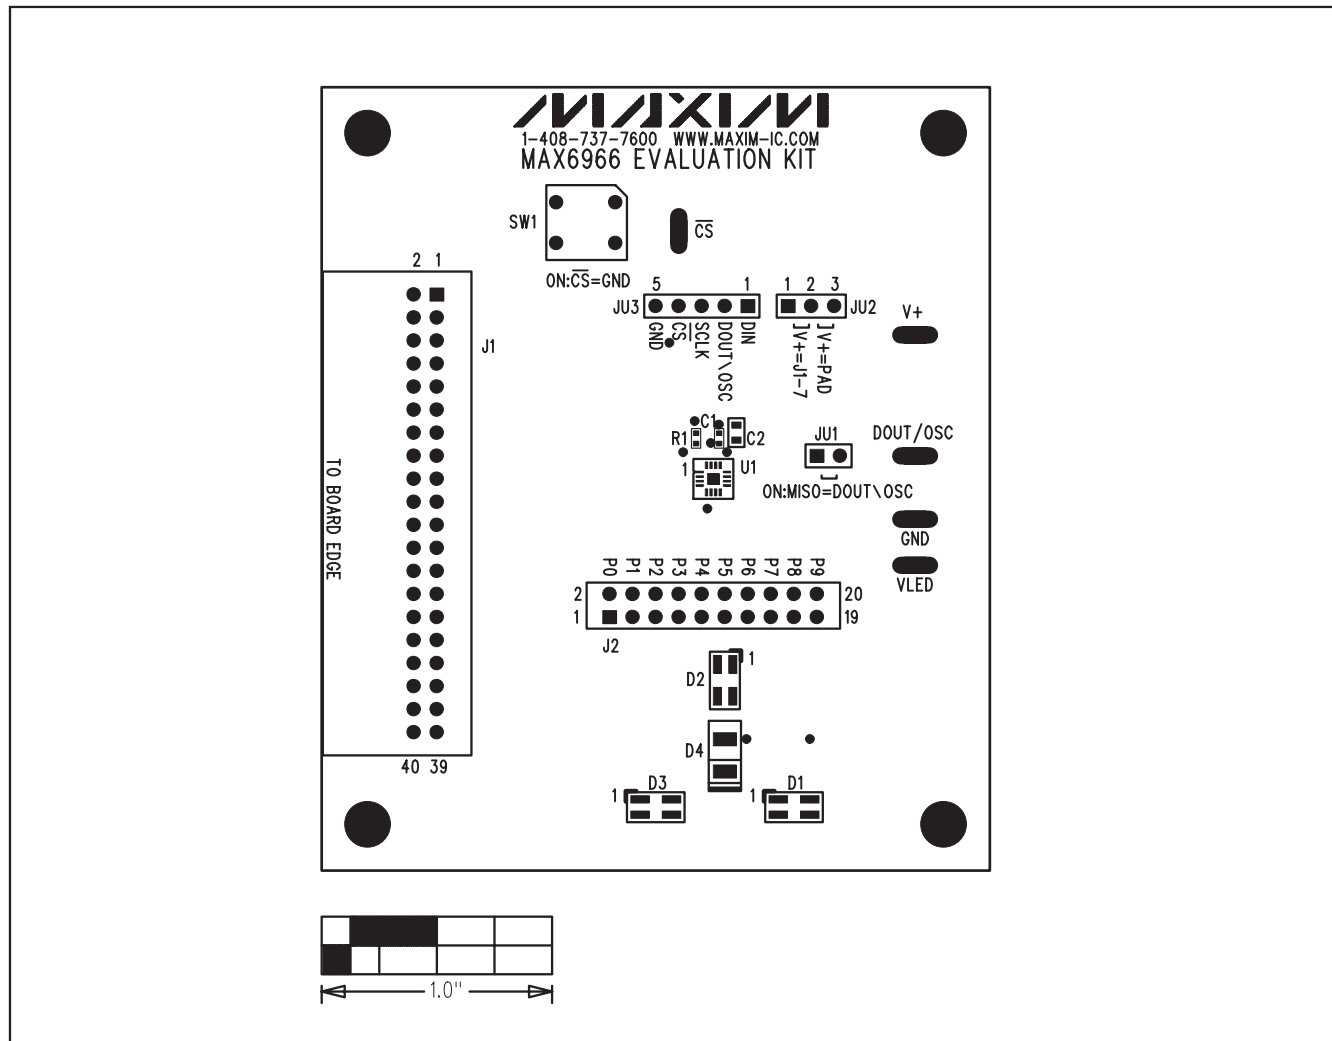 MAXIM
1-408-737-7600 WWW.MAXIM-IC.COM
MAX6966 EVALUATION KIT
SW1
CS
ON:CS=GND
2 1
J1
TO BOARD EDGE
40 39
5 1
JU3
GND
CS
SCLK
DOUT\OSC
DIN
1 2 3
JU2
]V+=J1-7
]V+=PAD
V+
C1
R1
C2
1
U1
JU1
ON:MISO=DOUT\OSC
DOUT/OSC
GND
VLED
P0 P1 P2 P3 P4 P5 P6 P7 P8 P9
2 20
1 19
J2
D2 1
D4
1 D3
1 D1
1.0"